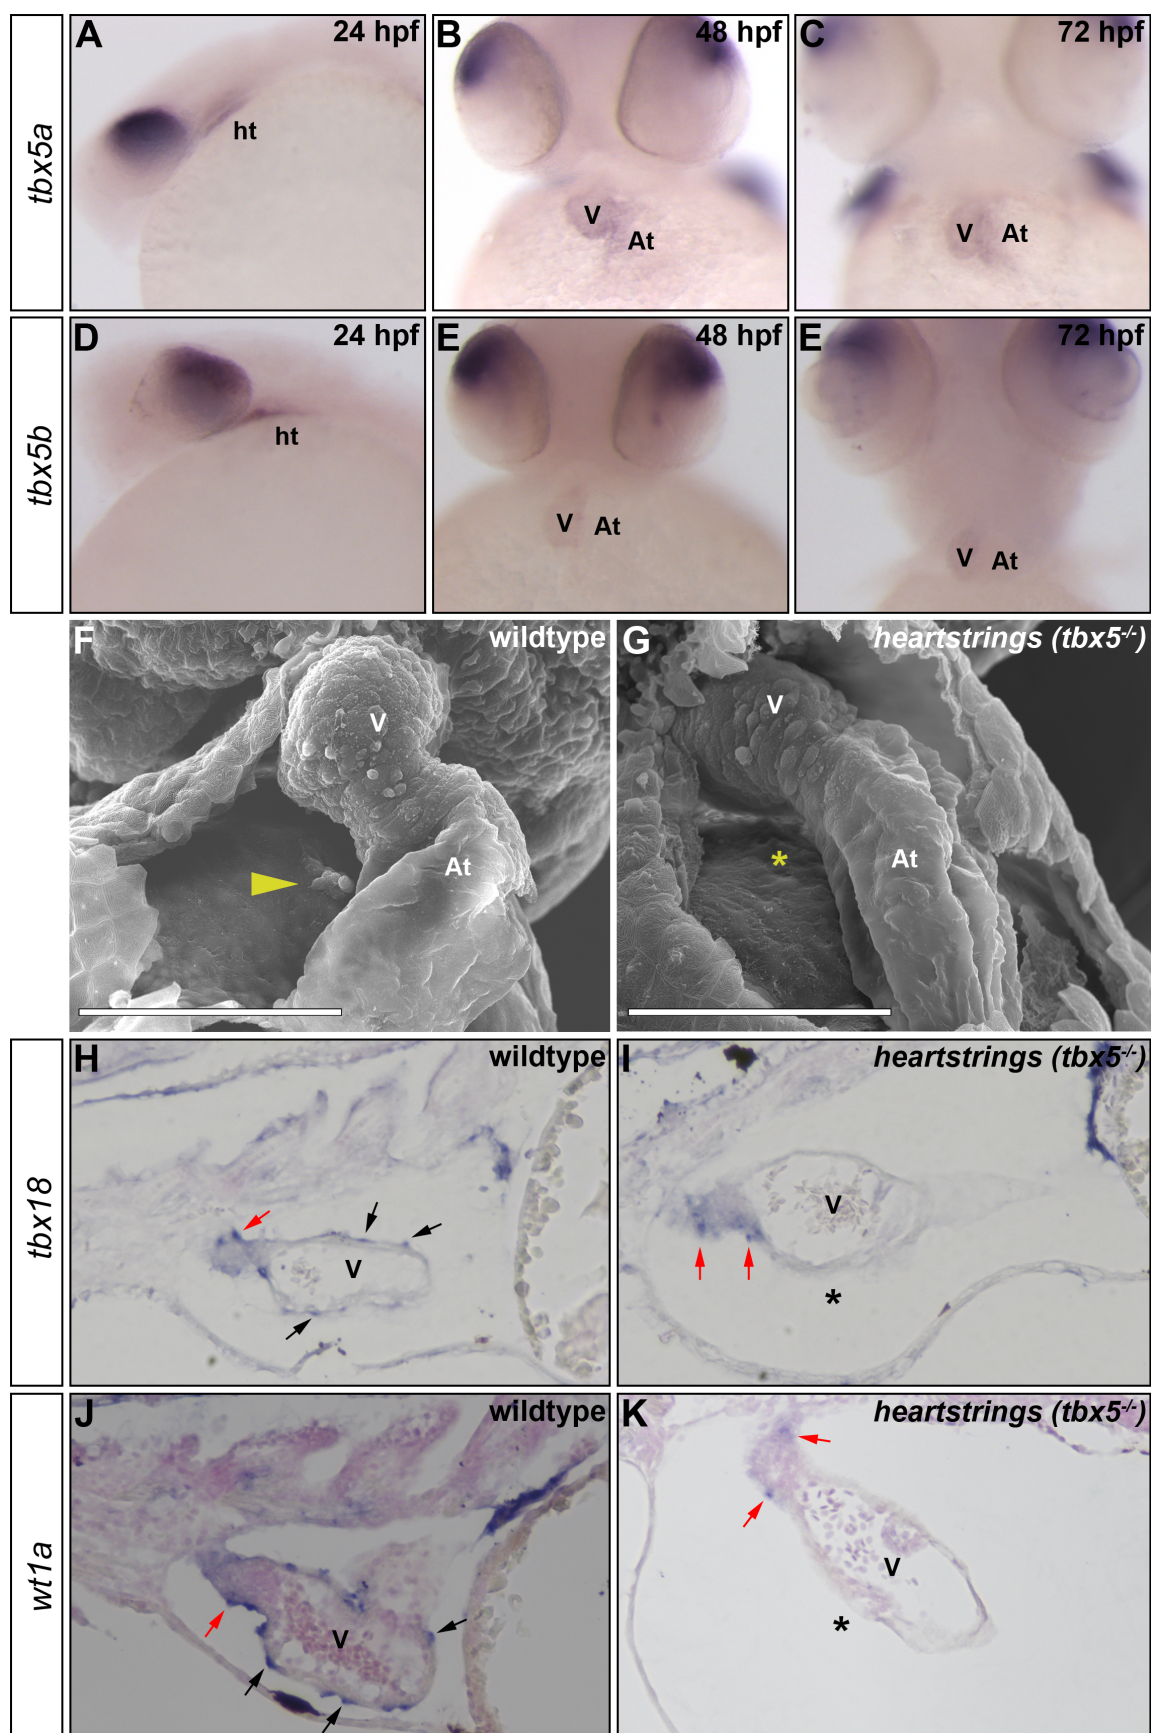 tbx5a
A 24 hpf
ht
B 48 hpf
V
At
C 72 hpf
V At
tbx5b
D 24 hpf
ht
E 48 hpf
V At
E 72 hpf
V At
F wildtype
V
At
G heartstrings (tbx5-/-)
V
*
At
tbx18
H wildtype
V
I heartstrings (tbx5-/-)
V
*
wt1a
J wildtype
V
K heartstrings (tbx5-/-)
V
*